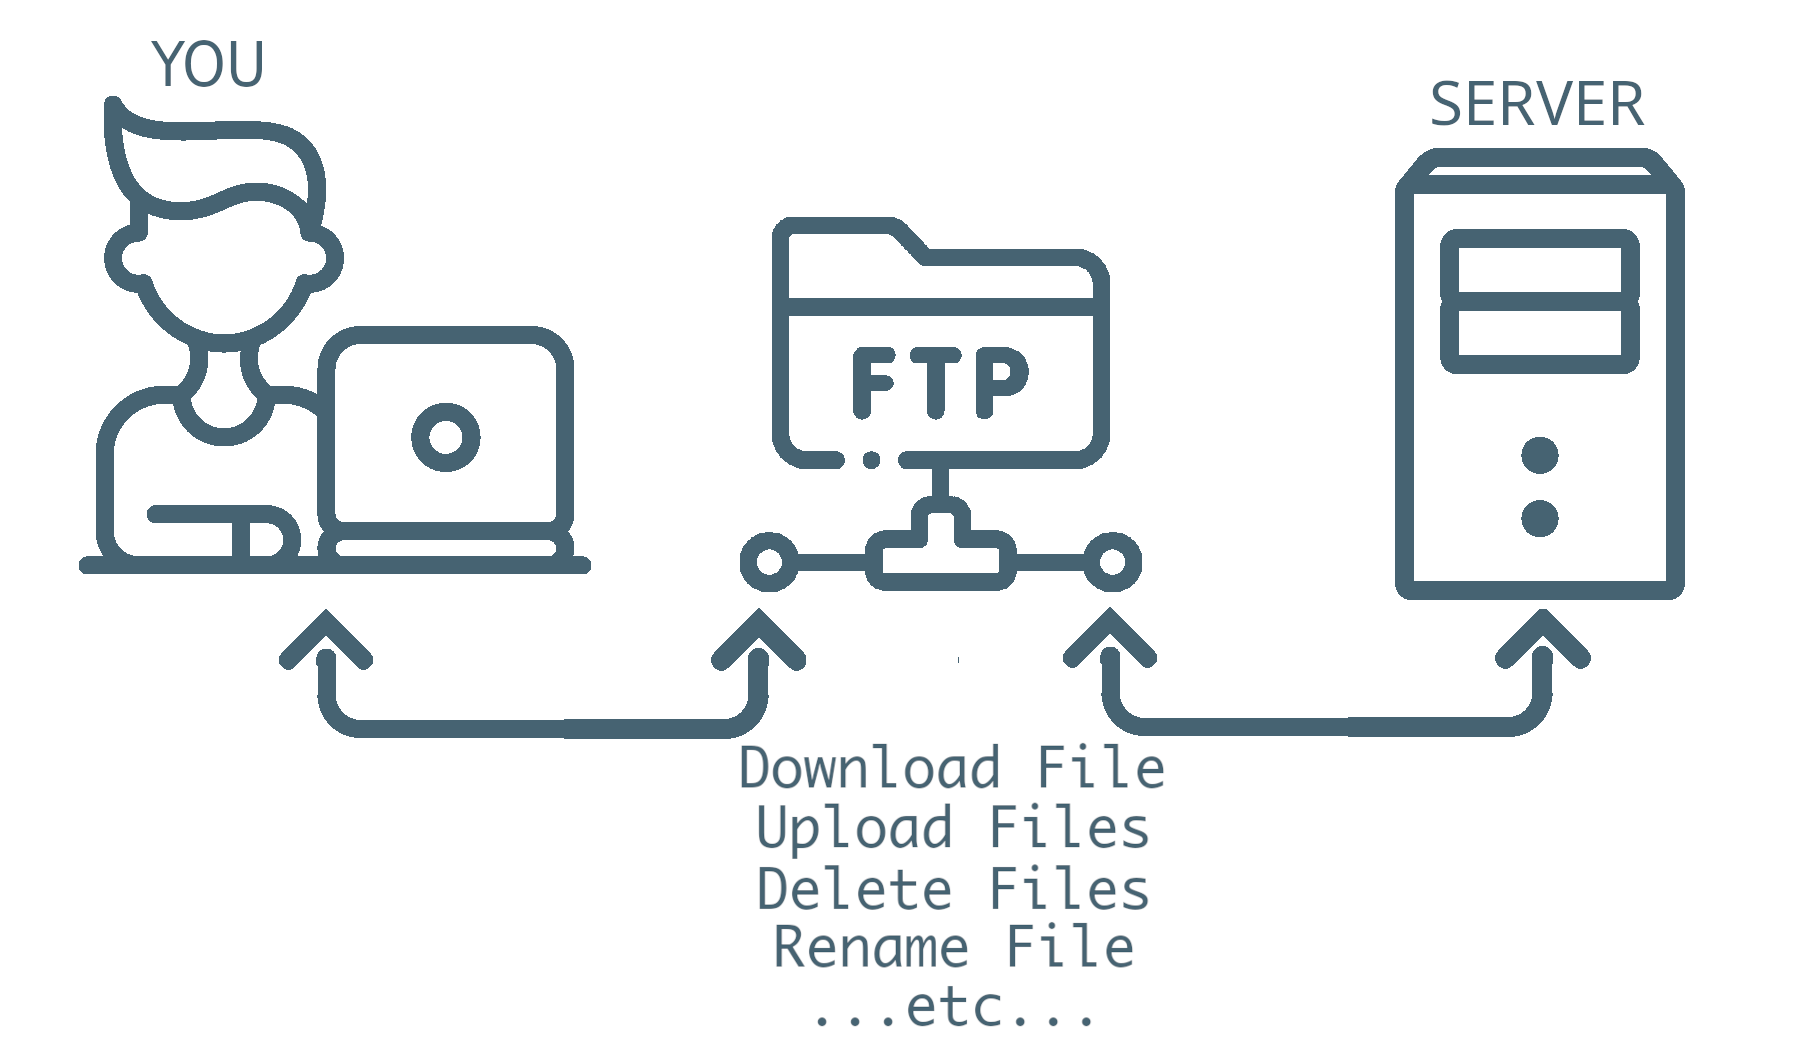 YOU
SERVER
FTP
Download File
Upload Files
Delete Files
Rename File
...etc...